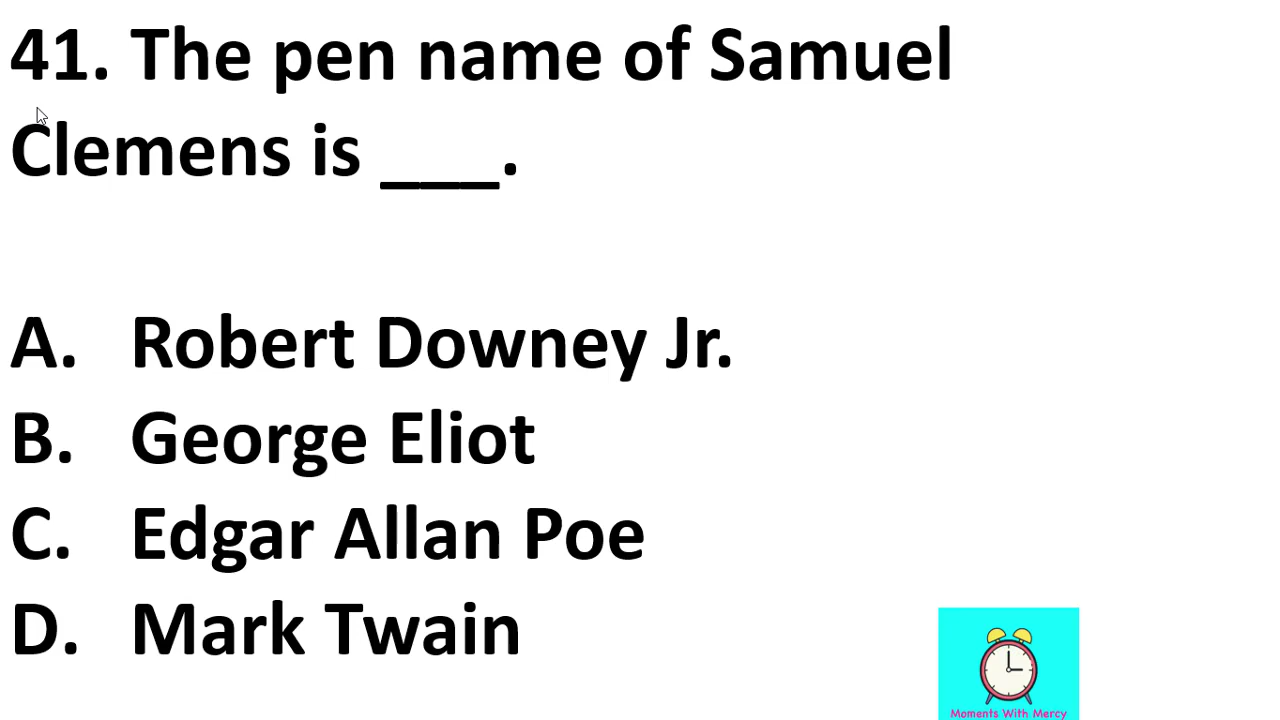 41. The pen name of Samuel
Clemens is ___.
A. Robert Downey Jr.
B. George Eliot
C. Edgar Allan Poe
D. Mark Twain
Moments With Mercy